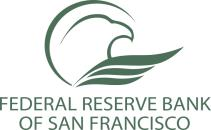 FEDERAL RESERVE BANK
OF SAN FRANCISCO